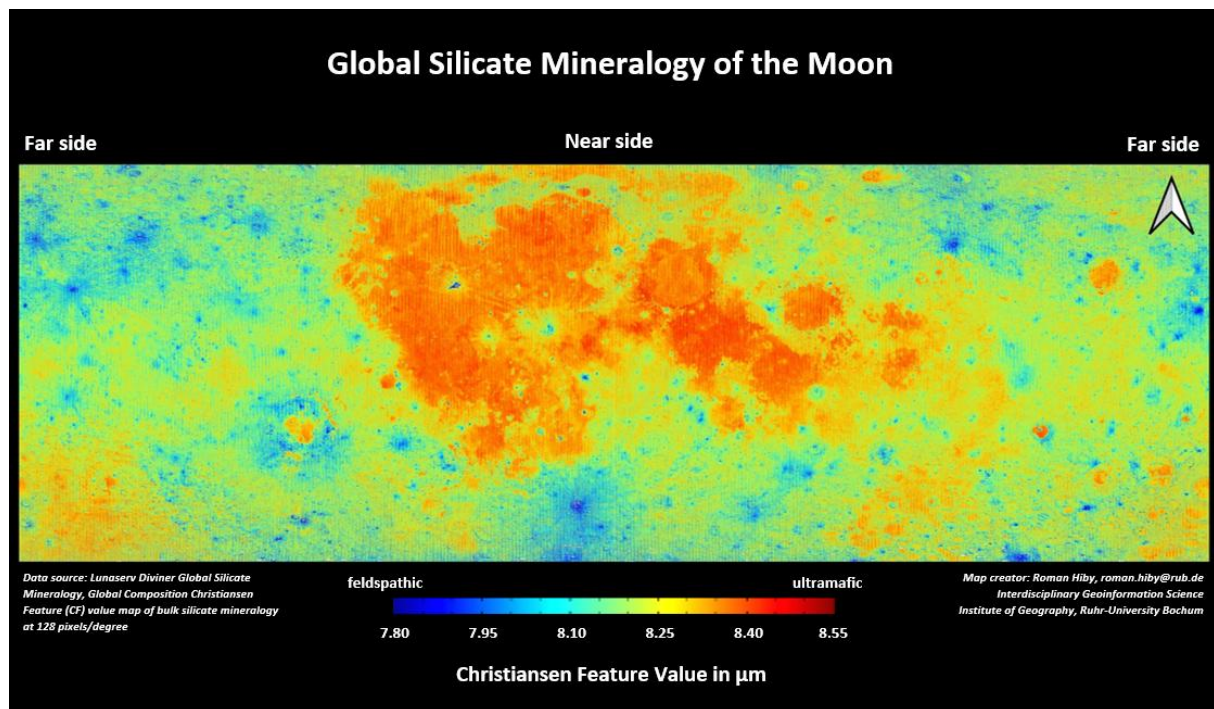 Global Silicate Mineralogy of the Moon
Far side
Near side
Far side
Data source: Lunaserv Diviner Global Silicate
Mineralogy, Global Composition Christiansen
Feature (CF) value map of bulk silicate mineralogy
at 128 pixels/degree
feldspathic
ultramafic
7.80 7.95 8.10 8.25 8.40 8.55
Christiansen Feature Value in µm
Map creator: Roman Hiby, roman.hiby@rub.de
Interdisciplinary Geoinformation Science
Institute of Geography, Ruhr-University Bochum